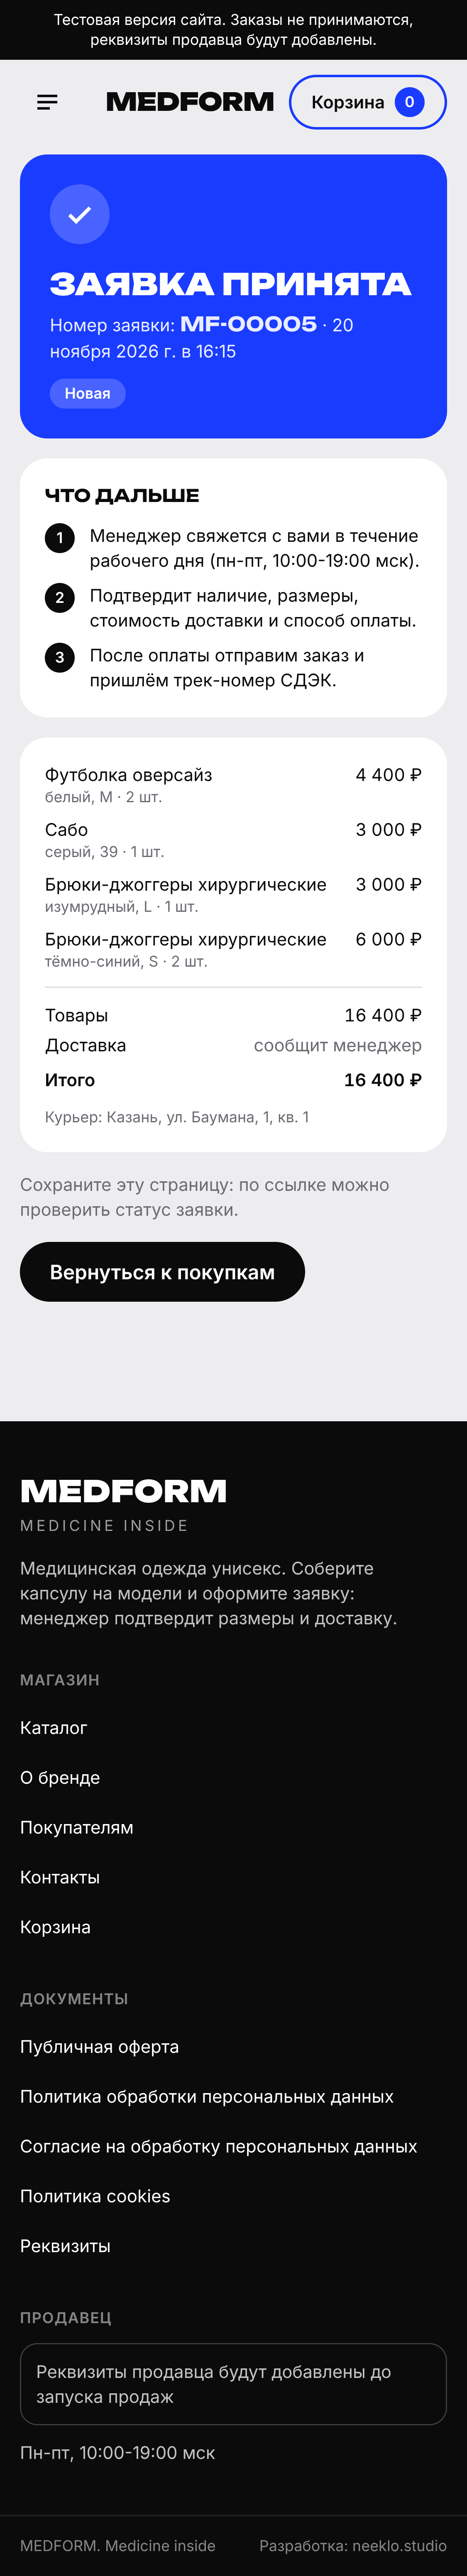 Тестовая версия сайта. Заказы не принимаются,
реквизиты продавца будут добавлены.
MEDFORM
Корзина 0
ЗАЯВКА ПРИНЯТА
Номер заявки: MF-00005 · 20
ноября 2026 г. в 16:15
Новая
ЧТО ДАЛЬШЕ
1 Менеджер свяжется с вами в течение
рабочего дня (пн-пт, 10:00-19:00 мск).
2 Подтвердит наличие, размеры,
стоимость доставки и способ оплаты.
3 После оплаты отправим заказ и
пришлём трек-номер СДЭК.
Футболка оверсайз 4 400 ₽
белый, M · 2 шт.
Сабо 3 000 ₽
серый, 39 · 1 шт.
Брюки-джоггеры хирургические 3 000 ₽
изумрудный, L · 1 шт.
Брюки-джоггеры хирургические 6 000 ₽
тёмно-синий, S · 2 шт.
Товары 16 400 ₽
Доставка сообщит менеджер
Итого 16 400 ₽
Курьер: Казань, ул. Баумана, 1, кв. 1
Сохраните эту страницу: по ссылке можно
проверить статус заявки.
Вернуться к покупкам
MEDFORM
MEDICINE INSIDE
Медицинская одежда унисекс. Соберите
капсулу на модели и оформите заявку:
менеджер подтвердит размеры и доставку.
МАГАЗИН
Каталог
О бренде
Покупателям
Контакты
Корзина
ДОКУМЕНТЫ
Публичная оферта
Политика обработки персональных данных
Согласие на обработку персональных данных
Политика cookies
Реквизиты
ПРОДАВЕЦ
Реквизиты продавца будут добавлены до
запуска продаж
Пн-пт, 10:00-19:00 мск
MEDFORM. Medicine inside Разработка: neeklo.studio